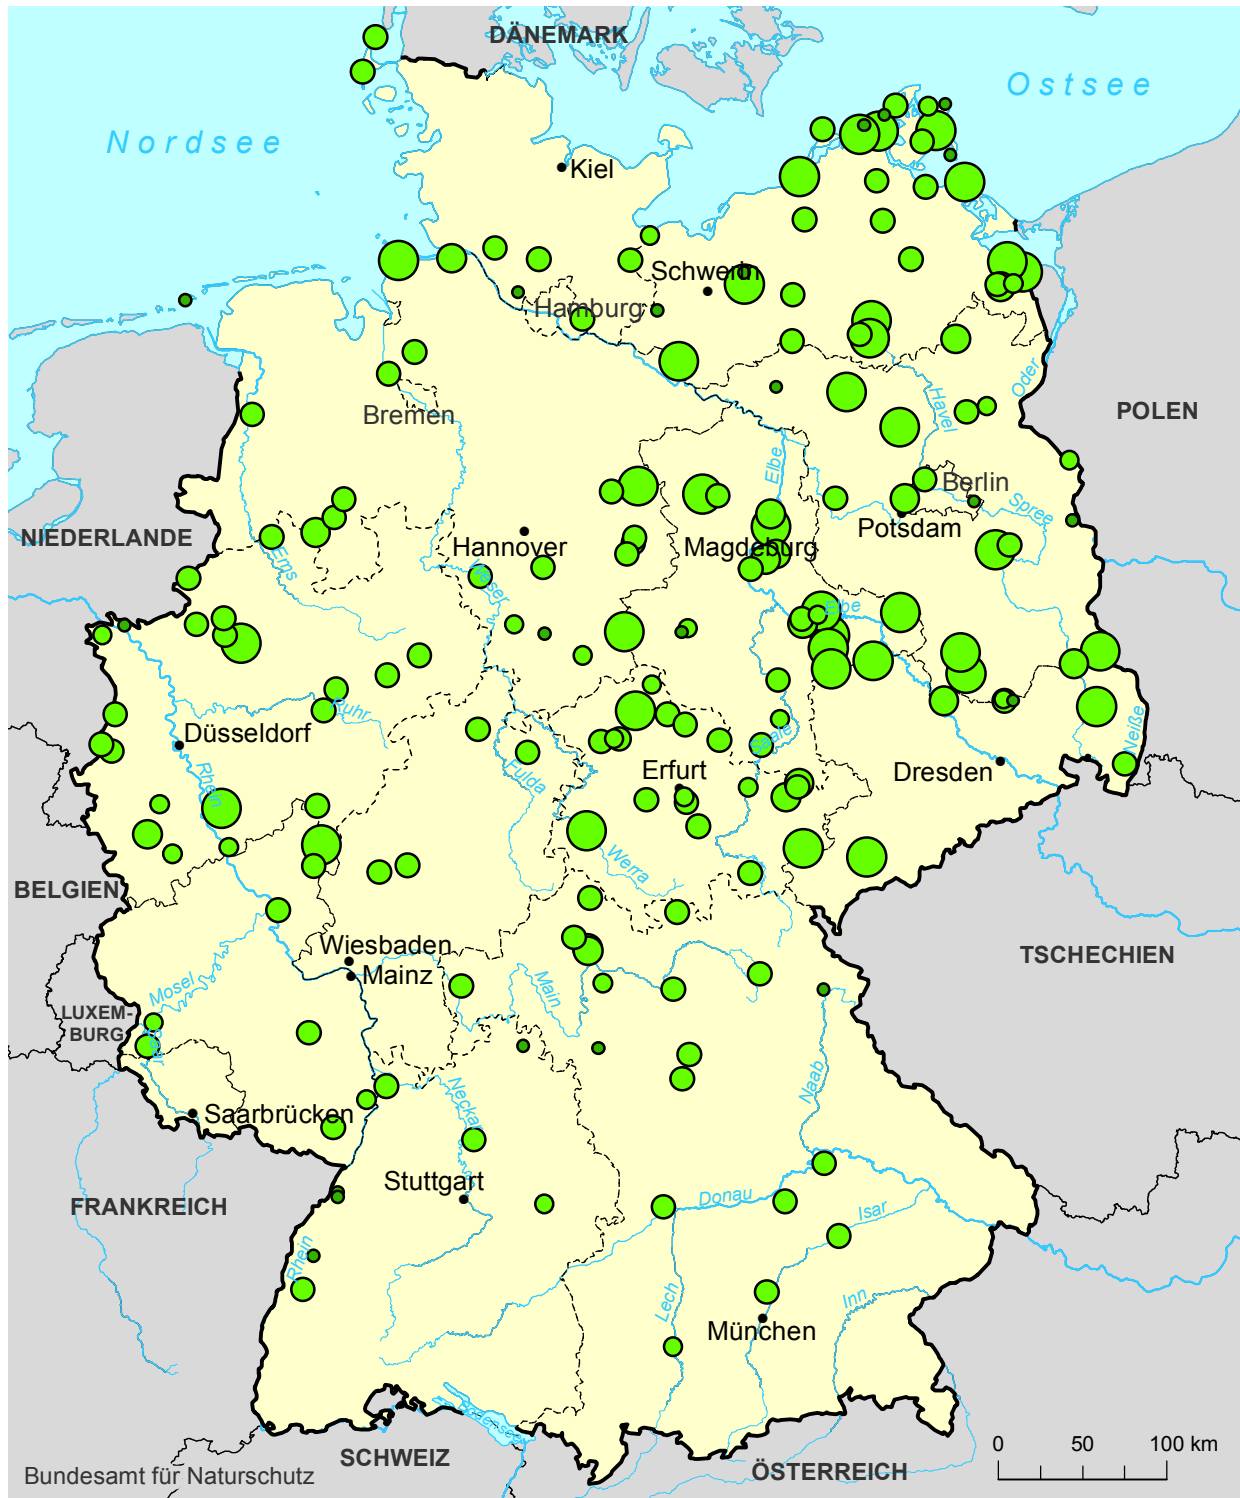 DÄNEMARK
Ostsee
Nordsee
Kiel
Schwerin
Hamburg
Oder
Havel
POLEN
Bremen
Elbe
Berlin
Spree
Potsdam
NIEDERLANDE
Hannover
Magdeburg
Ems
Weser
Elbe
Ruhr
Düsseldorf
Saale
Neiße
Rhein
Fulda
Erfurt
Dresden
Werra
BELGIEN
Wiesbaden
Mainz
Main
TSCHECHIEN
Mosel
LUXEM-
BURG
Saar
Naab
Neckar
Saarbrücken
Stuttgart
FRANKREICH
Donau
Isar
Rhein
Lech
Inn
München
Bodensee
SCHWEIZ
ÖSTERREICH
0 50 100 km
Bundesamt für Naturschutz